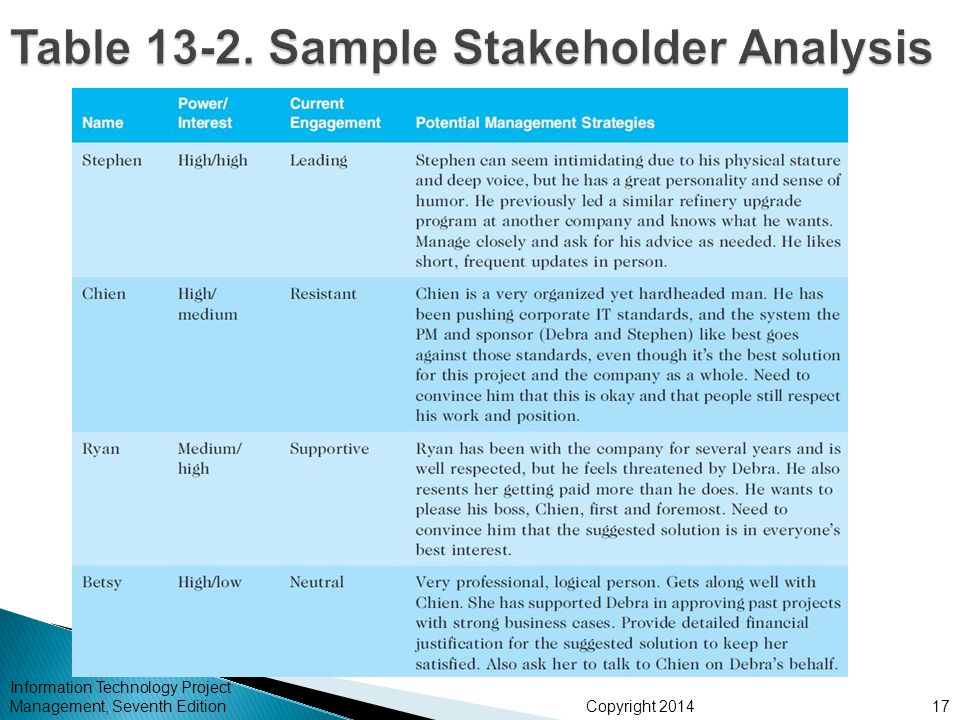 Table 13-2. Sample Stakeholder Analysis
Name
Power/
Interest
Current
Engagement
Potential Management Strategies
Stephen
High/high
Leading
Stephen can seem intimidating due to his physical stature
and deep voice, but he has a great personality and sense of
humor. He previously led a similar refinery upgrade
program at another company and knows what he wants.
Manage closely and ask for his advice as needed. He likes
short, frequent updates in person.
Chien
High/
medium
Resistant
Chien is a very organized yet hardheaded man. He has
been pushing corporate IT standards, and the system the
PM and sponsor (Debra and Stephen) like best goes
against those standards, even though it's the best solution
for this project and the company as a whole. Need to
convince him that this is okay and that people still respect
his work and position.
Ryan
Medium/
high
Supportive
Ryan has been with the company for several years and is
well respected, but he feels threatened by Debra. He also
resents her getting paid more than he does. He wants to
please his boss, Chien, first and foremost. Need to
convince him that the suggested solution is in everyone's
best interest.
Betsy
High/low
Neutral
Very professional, logical person. Gets along well with
Chien. She has supported Debra in approving past projects
with strong business cases. Provide detailed financial
justification for the suggested solution to keep her
satisfied. Also ask her to talk to Chien on Debra's behalf.
Information Technology Project
Management, Seventh Edition
Copyright 2014
17